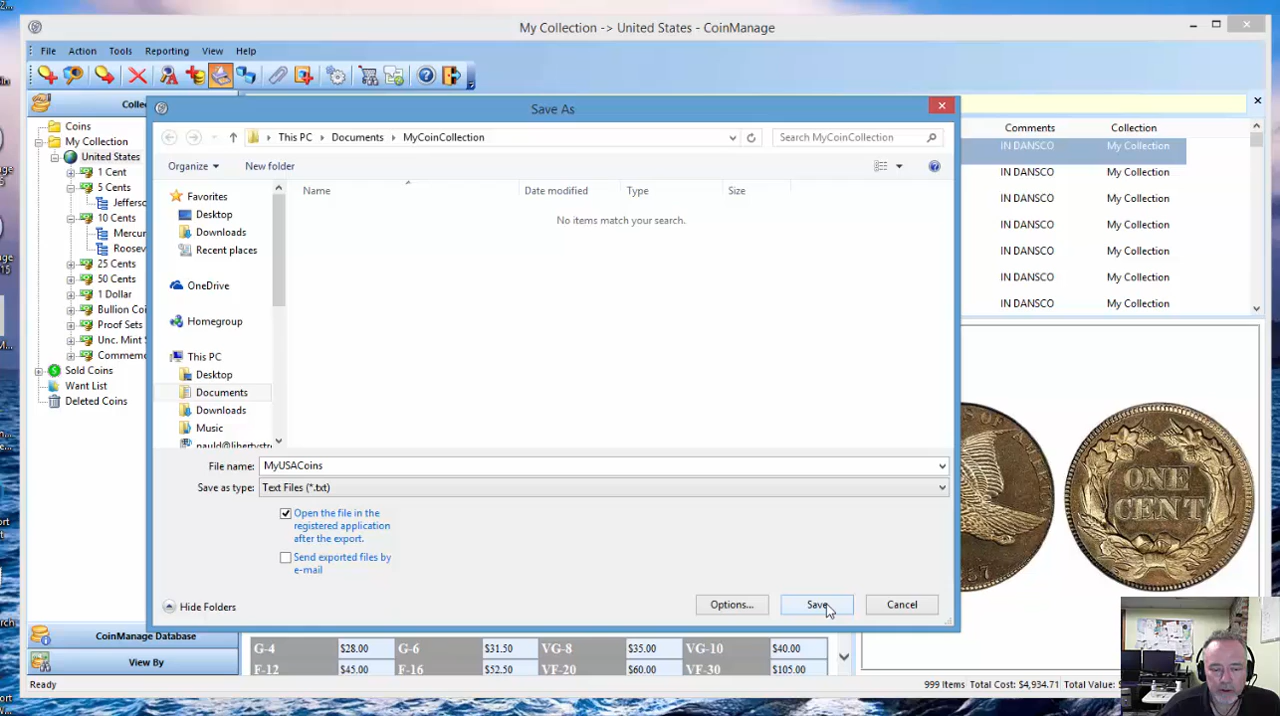 My Collection -> United States - CoinManage
File Action Tools Reporting View Help
Save As
This PC Documents MyCoinCollection
Search MyCoinCollection
Organize New folder
Name Date modified Type Size
No items match your search.
Favorites
Desktop
Downloads
Recent places
OneDrive
Homegroup
This PC
Desktop
Documents
Downloads
Music
File name: MyUSACoins
Save as type: Text Files (*.txt)
Open the file in the
registered application
after the export.
Send exported files by
e-mail
Hide Folders
Options... Save Cancel
Coins
My Collection
United States
1 Cent
5 Cents
10 Cents
25 Cents
50 Cents
1 Dollar
Proof Sets
Sold Coins
Want List
Deleted Coins
CoinManage Database
View By
Comments Collection
IN DANSCO My Collection
IN DANSCO My Collection
IN DANSCO My Collection
IN DANSCO My Collection
IN DANSCO My Collection
IN DANSCO My Collection
IN DANSCO My Collection
ONE
CENT
G-4 $28.00 G-6 $31.50 VG-8 $35.00 VG-10 $40.00
F-12 $45.00 F-16 $52.50 VF-20 $60.00 VF-30 $105.00
Ready
999 Items Total Cost: $4,934.71 Total Value: